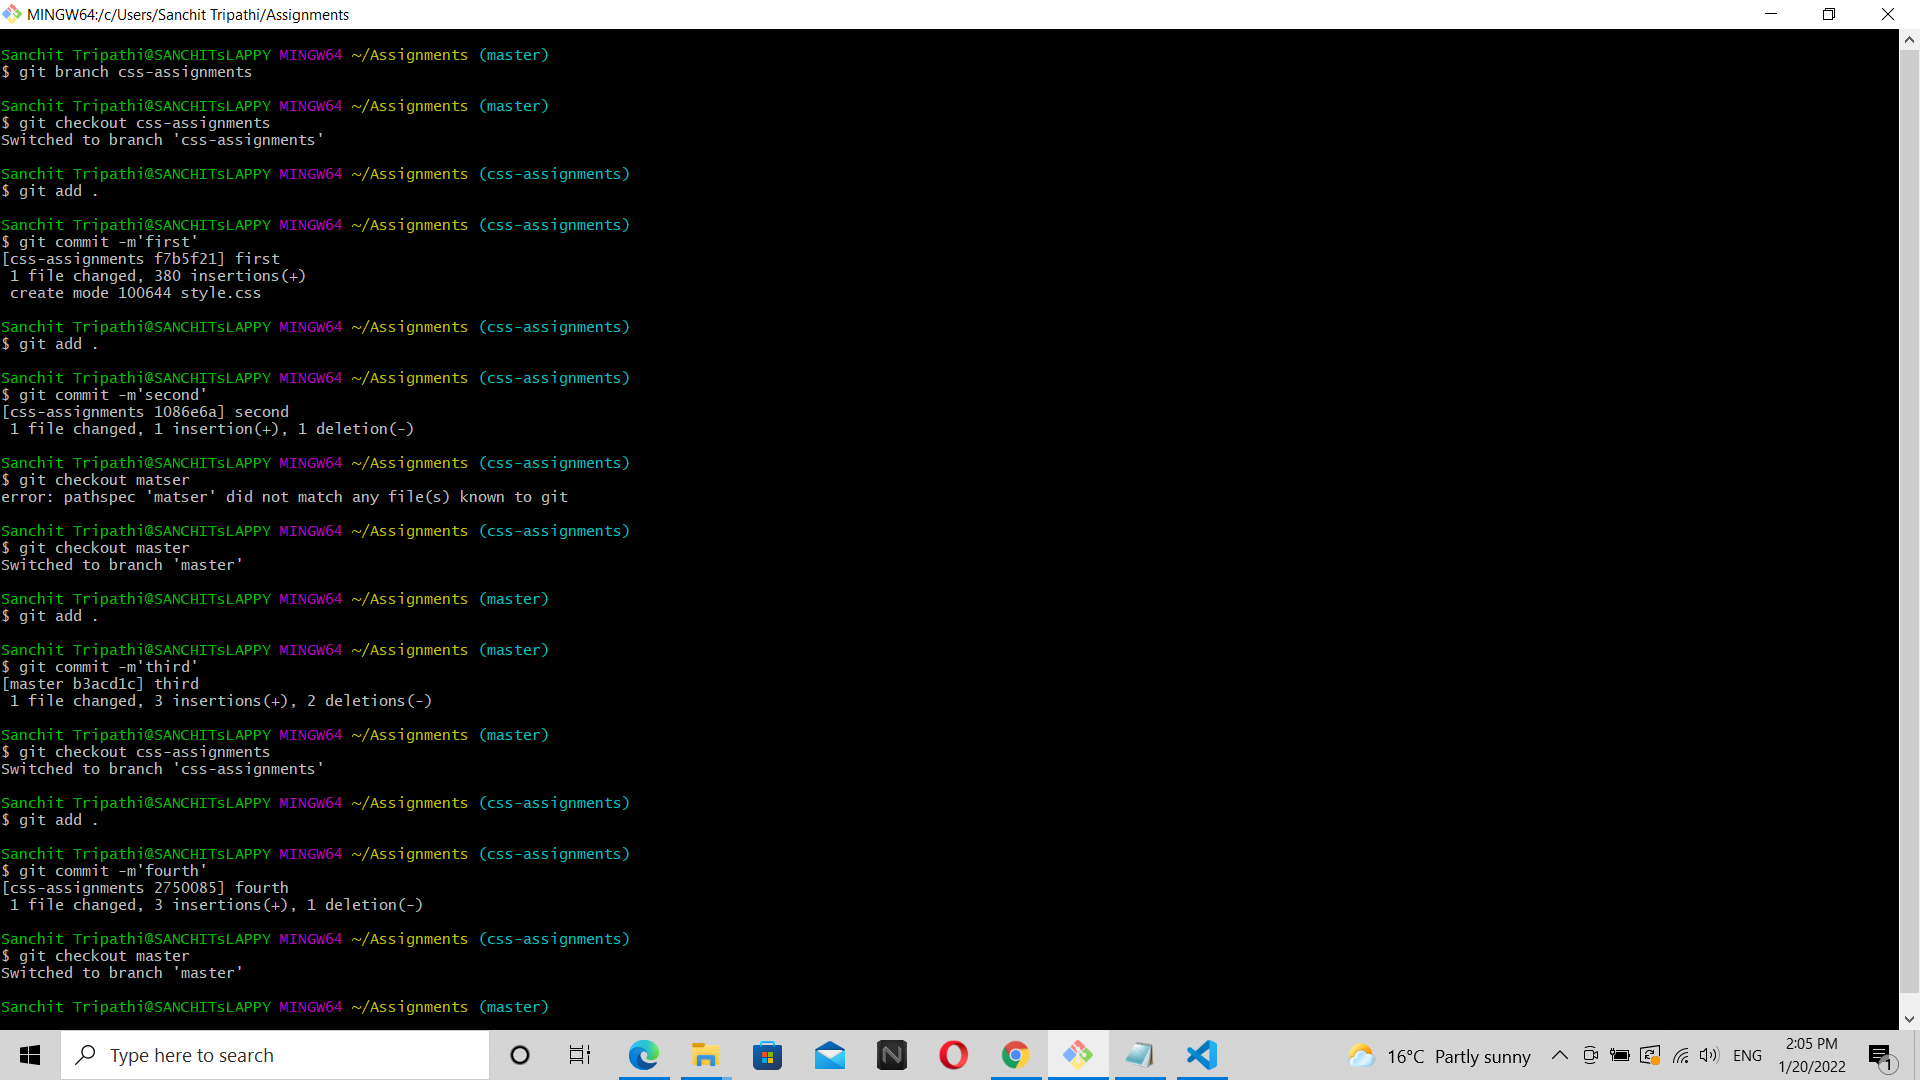 MINGW64:/c/Users/Sanchit Tripathi/Assignments
Sanchit Tripathi@SANCHITsLAPPY MINGW64 ~/Assignments (master)
$ git branch css-assignments
Sanchit Tripathi@SANCHITsLAPPY MINGW64 ~/Assignments (master)
$ git checkout css-assignments
Switched to branch 'css-assignments'
Sanchit Tripathi@SANCHITsLAPPY MINGW64 ~/Assignments (css-assignments)
$ git add .
Sanchit Tripathi@SANCHITsLAPPY MINGW64 ~/Assignments (css-assignments)
$ git commit -m'first'
[css-assignments f7b5f21] first
1 file changed, 380 insertions(+)
create mode 100644 style.css
Sanchit Tripathi@SANCHITsLAPPY MINGW64 ~/Assignments (css-assignments)
$ git add .
Sanchit Tripathi@SANCHITsLAPPY MINGW64 ~/Assignments (css-assignments)
$ git commit -m'second'
[css-assignments 1086e6a] second
1 file changed, 1 insertion(+), 1 deletion(-)
Sanchit Tripathi@SANCHITsLAPPY MINGW64 ~/Assignments (css-assignments)
$ git checkout matser
error: pathspec 'matser' did not match any file(s) known to git
Sanchit Tripathi@SANCHITsLAPPY MINGW64 ~/Assignments (css-assignments)
$ git checkout master
Switched to branch 'master'
Sanchit Tripathi@SANCHITsLAPPY MINGW64 ~/Assignments (master)
$ git add .
Sanchit Tripathi@SANCHITsLAPPY MINGW64 ~/Assignments (master)
$ git commit -m'third'
[master b3acd1c] third
1 file changed, 3 insertions(+), 2 deletions(-)
Sanchit Tripathi@SANCHITsLAPPY MINGW64 ~/Assignments (master)
$ git checkout css-assignments
Switched to branch 'css-assignments'
Sanchit Tripathi@SANCHITsLAPPY MINGW64 ~/Assignments (css-assignments)
$ git add .
Sanchit Tripathi@SANCHITsLAPPY MINGW64 ~/Assignments (css-assignments)
$ git commit -m'fourth'
[css-assignments 2750085] fourth
1 file changed, 3 insertions(+), 1 deletion(-)
Sanchit Tripathi@SANCHITsLAPPY MINGW64 ~/Assignments (css-assignments)
$ git checkout master
Switched to branch 'master'
Sanchit Tripathi@SANCHITsLAPPY MINGW64 ~/Assignments (master)
Type here to search
N
16°C Partly sunny
ENG
2:05 PM
1/20/2022
1